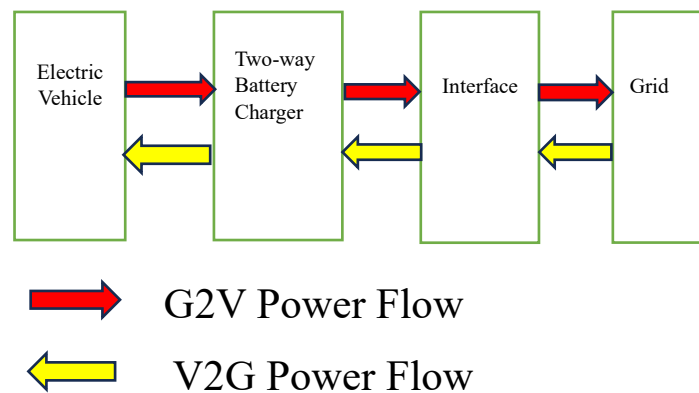 Electric
Vehicle
Two-way
Battery
Charger
Interface
Grid
G2V Power Flow
V2G Power Flow